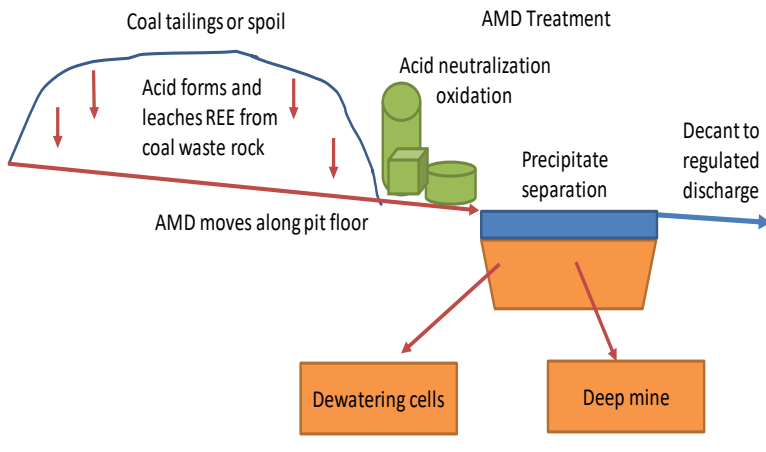 Coal tailings or spoil
AMD Treatment
Acid forms and
leaches REE from
coal waste rock
Acid neutralization
oxidation
Decant to
regulated
discharge
Precipitate
separation
AMD moves along pit floor
Dewatering cells
Deep mine